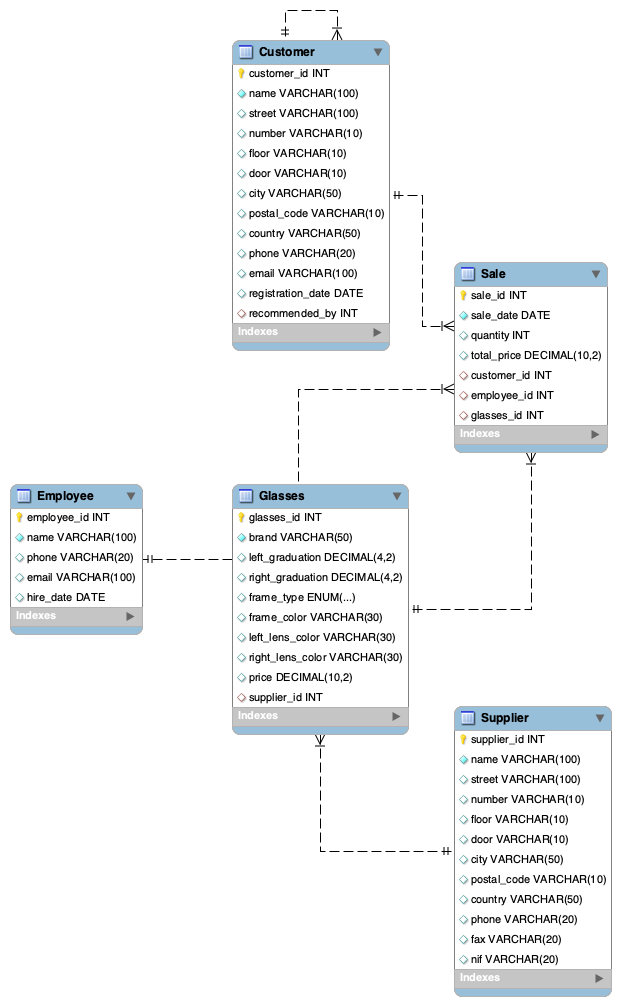 Customer
customer_id INT
name VARCHAR(100)
street VARCHAR(100)
number VARCHAR(10)
floor VARCHAR(10)
door VARCHAR(10)
city VARCHAR(50)
postal_code VARCHAR(10)
country VARCHAR(50)
phone VARCHAR(20)
email VARCHAR(100)
registration_date DATE
recommended_by INT
Indexes
Sale
sale_id INT
sale_date DATE
quantity INT
total_price DECIMAL(10,2)
customer_id INT
employee_id INT
glasses_id INT
Indexes
Employee
employee_id INT
name VARCHAR(100)
phone VARCHAR(20)
email VARCHAR(100)
hire_date DATE
Indexes
Glasses
glasses_id INT
brand VARCHAR(50)
left_graduation DECIMAL(4,2)
right_graduation DECIMAL(4,2)
frame_type ENUM(...)
frame_color VARCHAR(30)
left_lens_color VARCHAR(30)
right_lens_color VARCHAR(30)
price DECIMAL(10,2)
supplier_id INT
Indexes
Supplier
supplier_id INT
name VARCHAR(100)
street VARCHAR(100)
number VARCHAR(10)
floor VARCHAR(10)
door VARCHAR(10)
city VARCHAR(50)
postal_code VARCHAR(10)
country VARCHAR(50)
phone VARCHAR(20)
fax VARCHAR(20)
nif VARCHAR(20)
Indexes